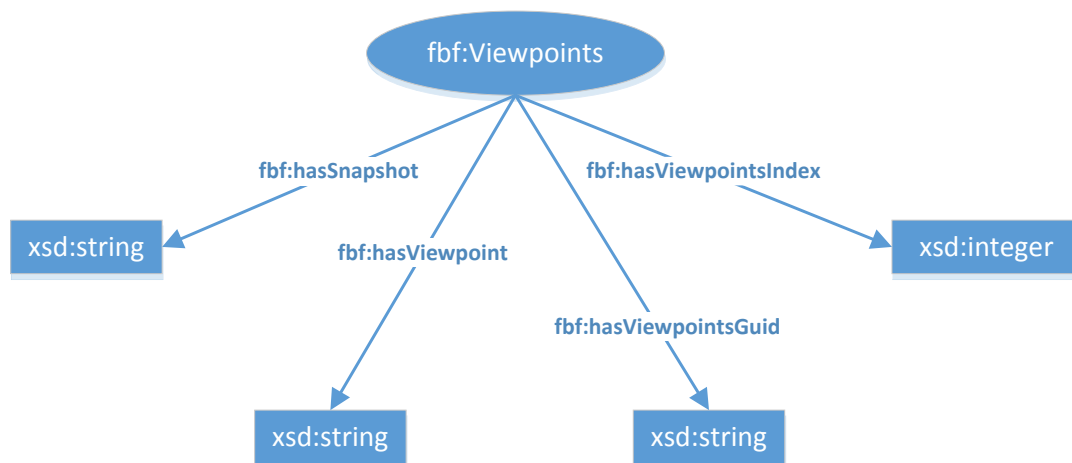 fbf:Viewpoints
fbf:hasSnapshot
fbf:hasViewpointsIndex
xsd:string
fbf:hasViewpoint
xsd:integer
fbf:hasViewpointsGuid
xsd:string
xsd:string